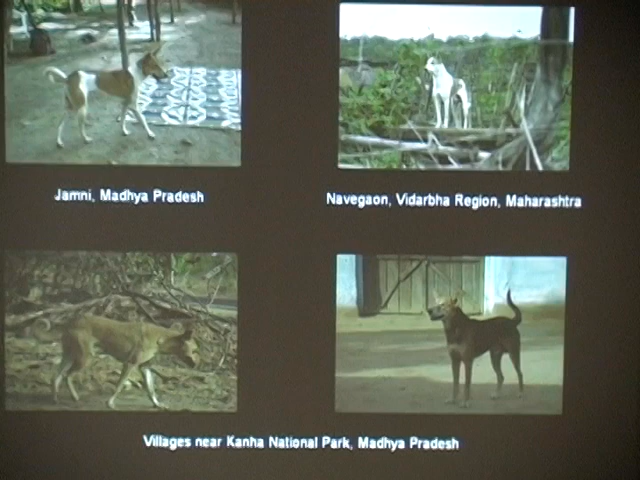 Jamni, Madhya Pradesh
Navegaon, Vidarbha Region, Maharashtra
Villages near Kanha National Park, Madhya Pradesh